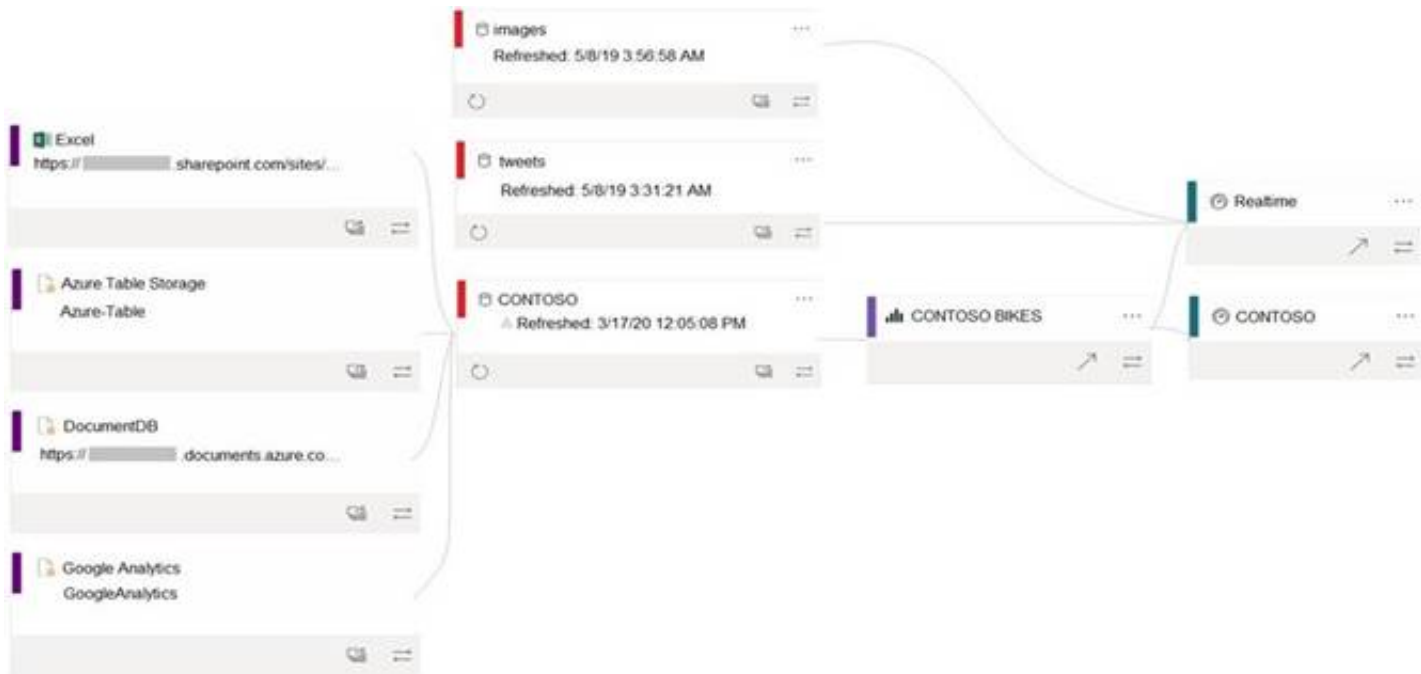 Excel
https:// .sharepoint.com/sites/...
Azure Table Storage
Azure-Table
DocumentDB
https:// .documents.azure.co...
Google Analytics
GoogleAnalytics
images
Refreshed: 5/8/19 3:56:58 AM
tweets
Refreshed: 5/8/19 3:31:21 AM
CONTOSO
Refreshed: 3/17/20 12:05:08 PM
CONTOSO BIKES
Realtime
CONTOSO